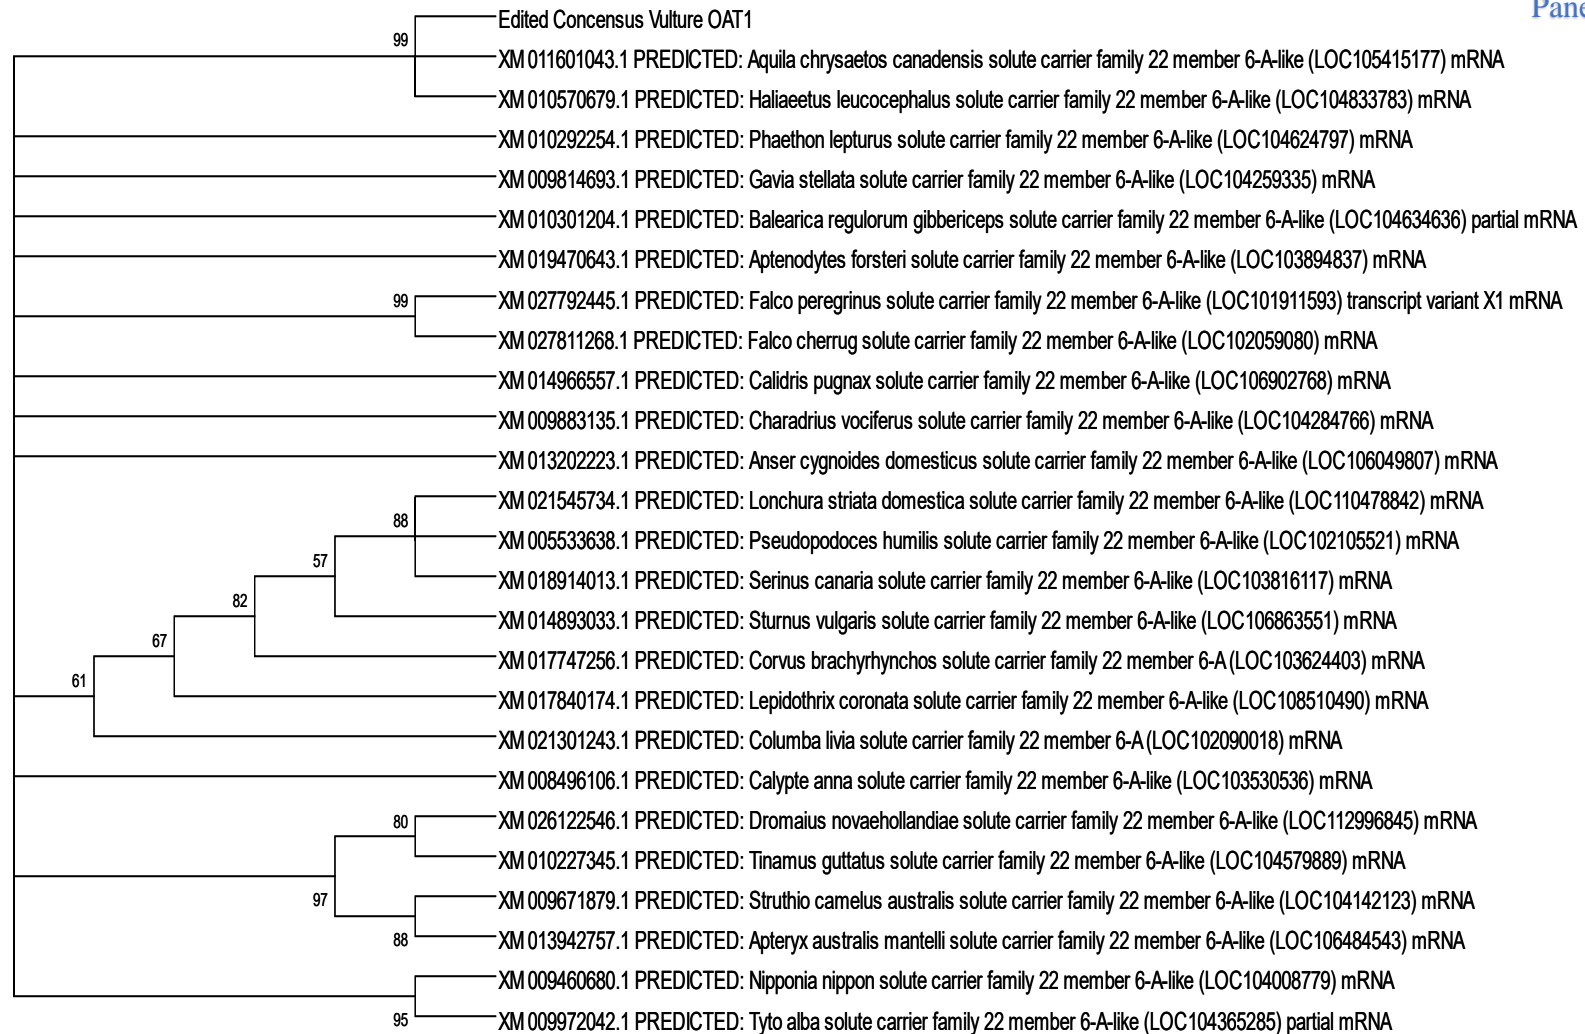 Pane
Edited Concensus Vulture OAT1
99
XM 011601043.1 PREDICTED: Aquila chrysaetos canadensis solute carrier family 22 member 6-A-like (LOC105415177) mRNA
XM 010570679.1 PREDICTED: Haliaeetus leucocephalus solute carrier family 22 member 6-A-like (LOC104833783) mRNA
XM 010292254.1 PREDICTED: Phaethon lepturus solute carrier family 22 member 6-A-like (LOC104624797) mRNA
XM 009814693.1 PREDICTED: Gavia stellata solute carrier family 22 member 6-A-like (LOC104259335) mRNA
XM 010301204.1 PREDICTED: Balearica regulorum gibbericeps solute carrier family 22 member 6-A-like (LOC104634636) partial mRNA
XM 019470643.1 PREDICTED: Aptenodytes forsteri solute carrier family 22 member 6-A-like (LOC103894837) mRNA
99
XM 027792445.1 PREDICTED: Falco peregrinus solute carrier family 22 member 6-A-like (LOC101911593) transcript variant X1 mRNA
XM 027811268.1 PREDICTED: Falco cherrug solute carrier family 22 member 6-A-like (LOC102059080) mRNA
XM 014966557.1 PREDICTED: Calidris pugnax solute carrier family 22 member 6-A-like (LOC106902768) mRNA
XM 009883135.1 PREDICTED: Charadrius vociferus solute carrier family 22 member 6-A-like (LOC104284766) mRNA
XM 013202223.1 PREDICTED: Anser cygnoides domesticus solute carrier family 22 member 6-A-like (LOC106049807) mRNA
XM 021545734.1 PREDICTED: Lonchura striata domestica solute carrier family 22 member 6-A-like (LOC110478842) mRNA
88
XM 005533638.1 PREDICTED: Pseudopodoces humilis solute carrier family 22 member 6-A-like (LOC102105521) mRNA
57
XM 018914013.1 PREDICTED: Serinus canaria solute carrier family 22 member 6-A-like (LOC103816117) mRNA
82
XM 014893033.1 PREDICTED: Sturnus vulgaris solute carrier family 22 member 6-A-like (LOC106863551) mRNA
67
XM 017747256.1 PREDICTED: Corvus brachyrhynchos solute carrier family 22 member 6-A (LOC103624403) mRNA
61
XM 017840174.1 PREDICTED: Lepidothrix coronata solute carrier family 22 member 6-A-like (LOC108510490) mRNA
XM 021301243.1 PREDICTED: Columba livia solute carrier family 22 member 6-A (LOC102090018) mRNA
XM 008496106.1 PREDICTED: Calypte anna solute carrier family 22 member 6-A-like (LOC103530536) mRNA
80
XM 026122546.1 PREDICTED: Dromaius novaehollandiae solute carrier family 22 member 6-A-like (LOC112996845) mRNA
XM 010227345.1 PREDICTED: Tinamus guttatus solute carrier family 22 member 6-A-like (LOC104579889) mRNA
97
XM 009671879.1 PREDICTED: Struthio camelus australis solute carrier family 22 member 6-A-like (LOC104142123) mRNA
88
XM 013942757.1 PREDICTED: Apteryx australis mantelli solute carrier family 22 member 6-A-like (LOC106484543) mRNA
XM 009460680.1 PREDICTED: Nipponia nippon solute carrier family 22 member 6-A-like (LOC104008779) mRNA
95
XM 009972042.1 PREDICTED: Tyto alba solute carrier family 22 member 6-A-like (LOC104365285) partial mRNA